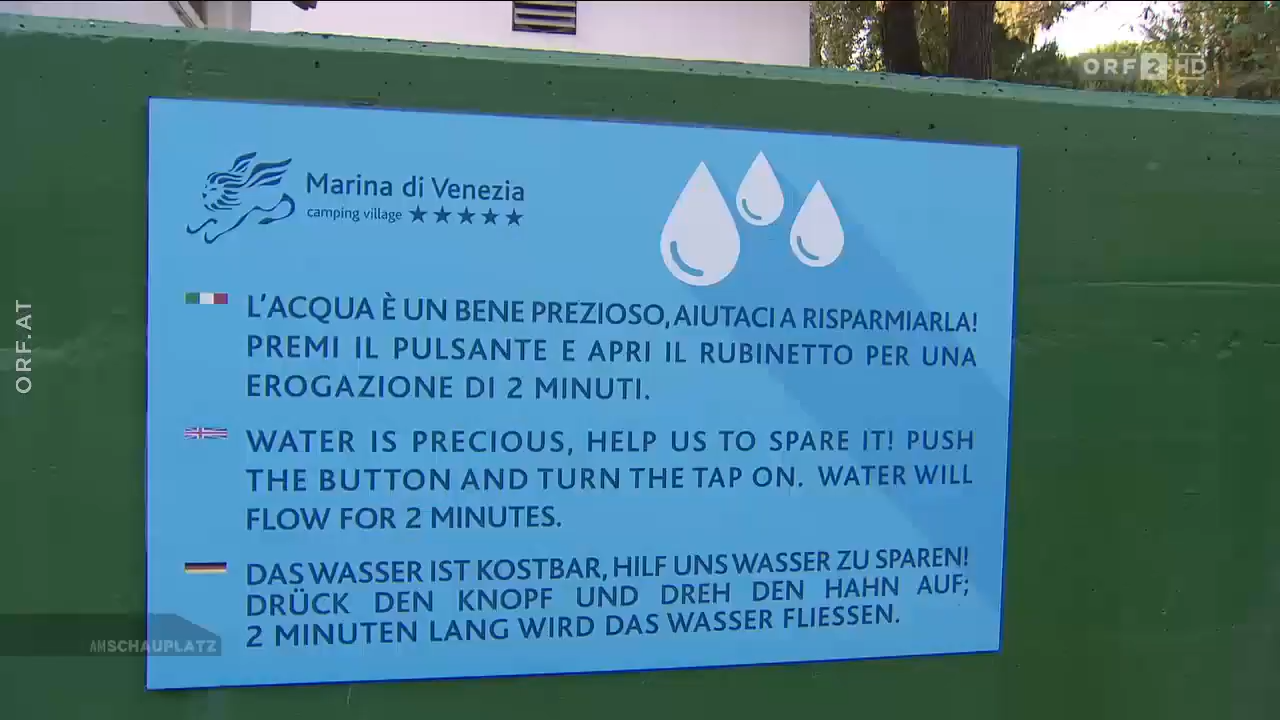 ORF 2 HD
ORF.AT
Marina di Venezia
camping village ★★★★★
L'ACQUA È UN BENE PREZIOSO, AIUTACI A RISPARMIARLA!
PREMI IL PULSANTE E APRI IL RUBINETTO PER UNA
EROGAZIONE DI 2 MINUTI.
WATER IS PRECIOUS, HELP US TO SPARE IT! PUSH
THE BUTTON AND TURN THE TAP ON. WATER WILL
FLOW FOR 2 MINUTES.
DAS WASSER IST KOSTBAR, HILF UNS WASSER ZU SPAREN!
DRÜCK DEN KNOPF UND DREH DEN HAHN AUF;
2 MINUTEN LANG WIRD DAS WASSER FLIESSEN.
AMSCHAUPLATZ